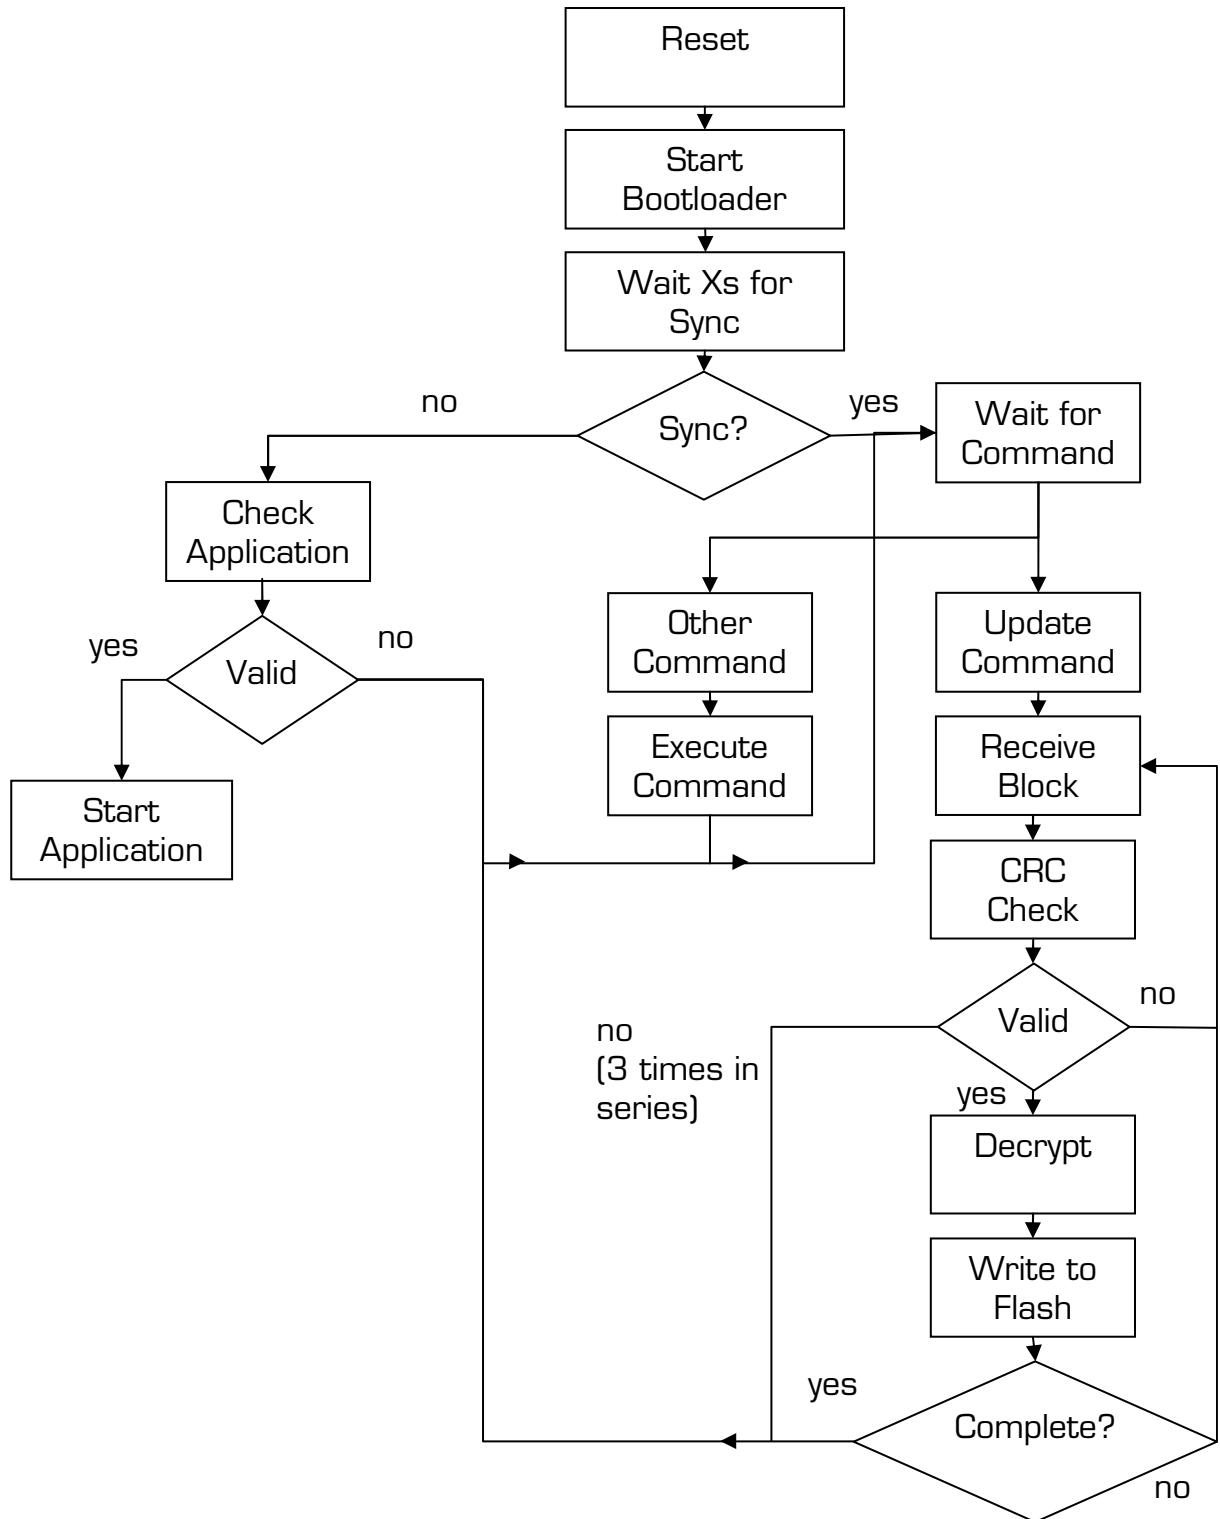 Reset
Start
Bootloader
Wait Xs for
Sync
no
Sync?
yes
Wait for
Command
Check
Application
yes
Valid
no
Other
Command
Update
Command
Start
Application
Execute
Command
Receive
Block
CRC
Check
no
(3 times in
series)
Valid
no
yes
Decrypt
Write to
Flash
yes
Complete?
no